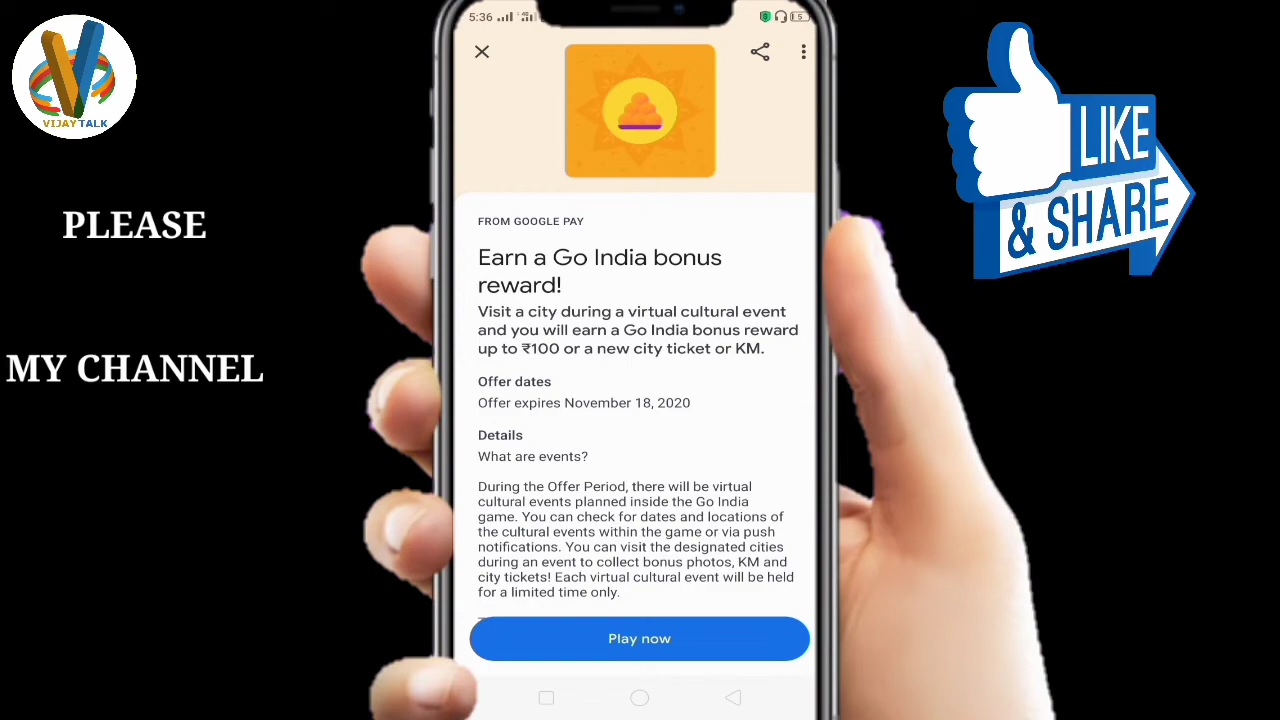 5:36
VIJAY TALK
PLEASE
MY CHANNEL
LIKE
& SHARE
FROM GOOGLE PAY
Earn a Go India bonus
reward!
Visit a city during a virtual cultural event
and you will earn a Go India bonus reward
up to ₹100 or a new city ticket or KM.
Offer dates
Offer expires November 18, 2020
Details
What are events?
During the Offer Period, there will be virtual
cultural events planned inside the Go India
game. You can check for dates and locations of
the cultural events within the game or via push
notifications. You can visit the designated cities
during an event to collect bonus photos, KM and
city tickets! Each virtual cultural event will be held
for a limited time only.
Play now